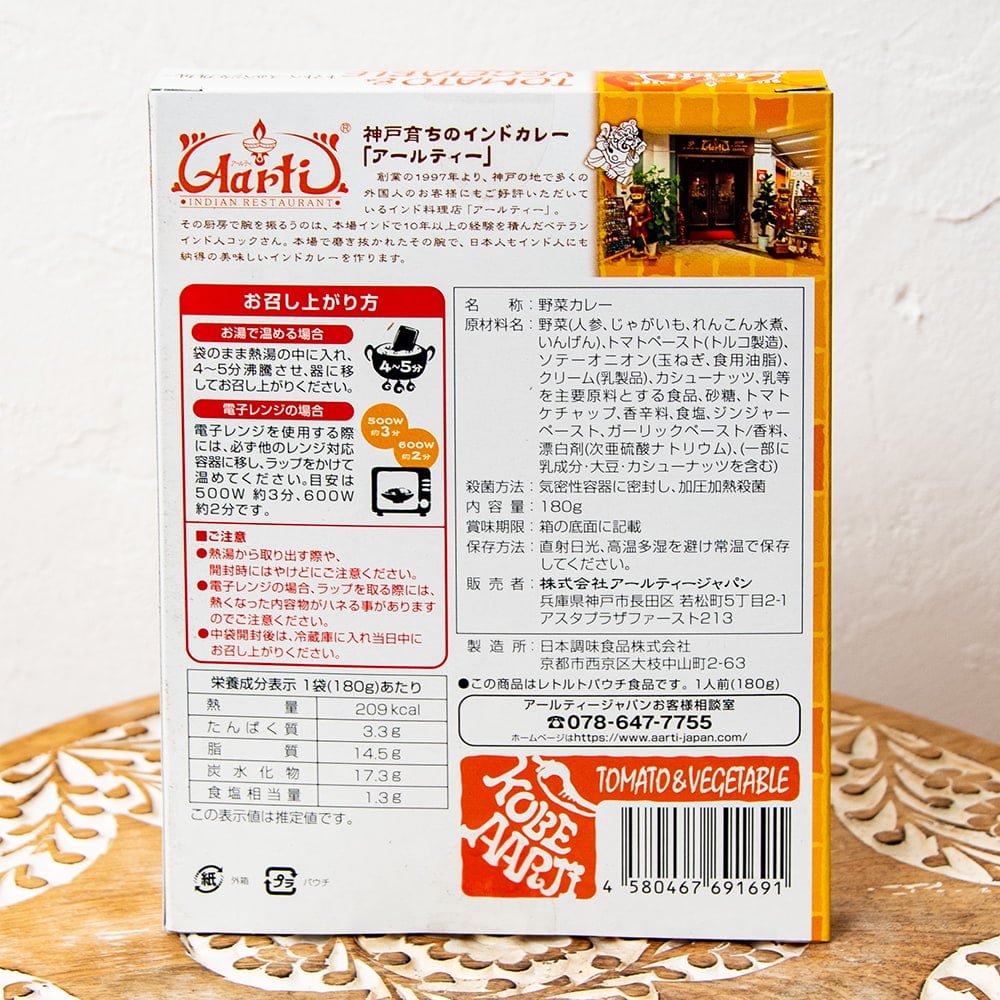 TOMATO &
VEGETABLE
Aarti
アールティ
Aarti
®
INDIAN RESTAURANT
神戸育ちのインドカレー
「アールティー」
創業の1997年より、神戸の地で多くの
外国人のお客様にもご好評いただいて
いるインド料理店「アールティー」。
その厨房で腕を振るうのは、本場インドで10年以上の経験を積んだベテラン
インド人コックさん。本場で磨き抜かれたその腕で、日本人もインド人にも
納得の美味しいインドカレーを作ります。
Aarti
お召し上がり方
お湯で温める場合
袋のまま熱湯の中に入れ、
4〜5分沸騰させ、器に移
してお召し上がりください。
4〜5分
電子レンジの場合
電子レンジを使用する際
には、必ず他のレンジ対応
容器に移し、ラップをかけて
温めてください。目安は
500W 約3分、600W
約2分です。
500W
約3分
600W
約2分
■ご注意
●熱湯から取り出す際や、
開封時にはやけどにご注意ください。
●電子レンジの場合、ラップを取る際には、
熱くなった内容物がハネる事があります
のでご注意ください。
●中袋開封後は、冷蔵庫に入れ当日中に
お召し上がりください。
栄養成分表示 1袋(180g)あたり
熱量 209kcal
たんぱく質 3.3g
脂質 14.5g
炭水化物 17.3g
食塩相当量 1.3g
この表示値は推定値です。
紙 外箱 プラ パウチ
名称:野菜カレー
原材料名:野菜(人参、じゃがいも、れんこん水煮、
いんげん)、トマトペースト(トルコ製造)、
ソテーオニオン(玉ねぎ、食用油脂)、
クリーム(乳製品)、カシューナッツ、乳等
を主要原料とする食品、砂糖、トマト
ケチャップ、香辛料、食塩、ジンジャー
ペースト、ガーリックペースト/香料、
漂白剤(次亜硫酸ナトリウム)、(一部に
乳成分・大豆・カシューナッツを含む)
殺菌方法:気密性容器に密封し、加圧加熱殺菌
内容量:180g
賞味期限:箱の底面に記載
保存方法:直射日光、高温多湿を避け常温で保存
してください。
販売者:株式会社アールティージャパン
兵庫県神戸市長田区 若松町5丁目2-1
アスタプラザファースト213
製造所:日本調味食品株式会社
京都市西京区大枝中山町2-63
●この商品はレトルトパウチ食品です。1人前(180g)
アールティージャパンお客様相談室
☎078-647-7755
ホームページはhttps://www.aarti-japan.com/
KOBE
AARTI
TOMATO&VEGETABLE
4 580467 691691